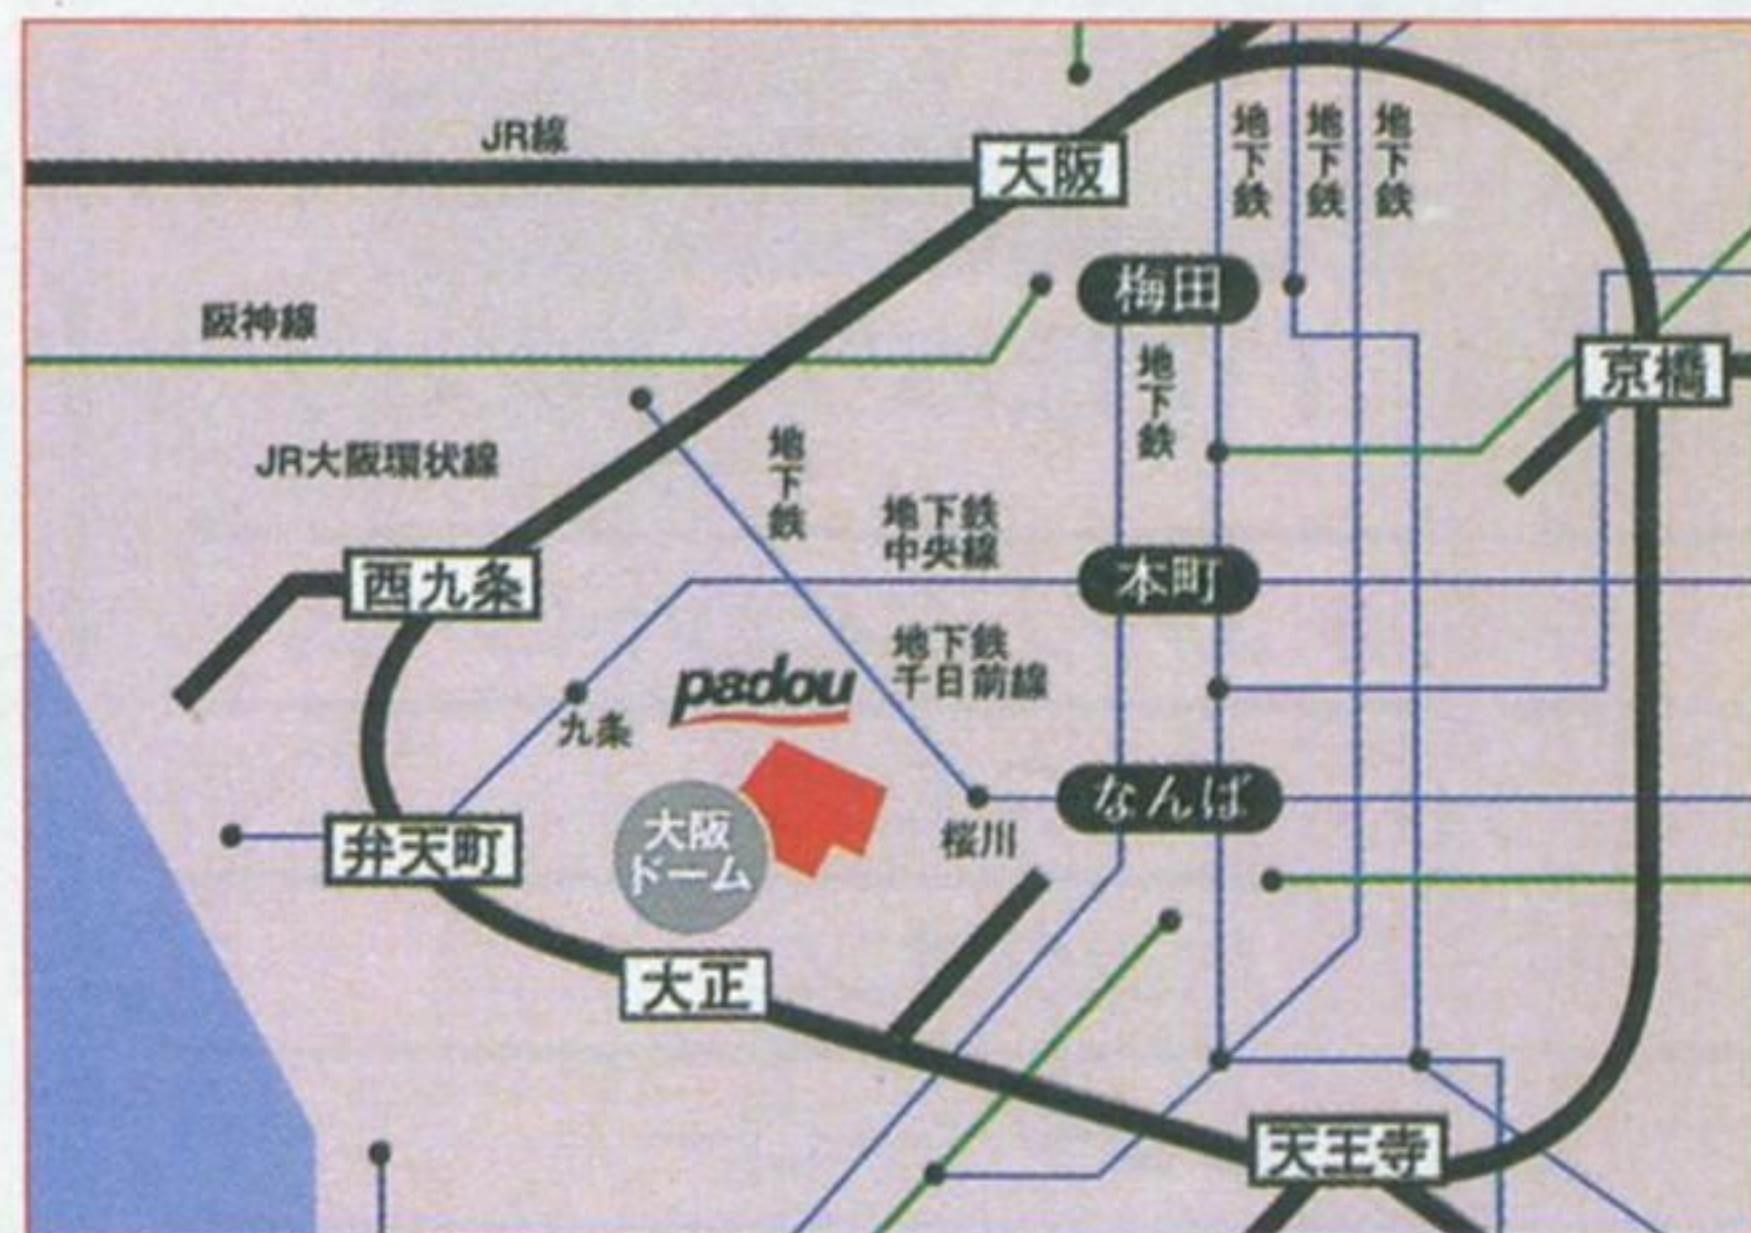 JR線
大阪
地下鉄
地下鉄
地下鉄
梅田
阪神線
地下鉄
京橋
JR大阪環状線
地下鉄
地下鉄
中央線
本町
西九条
地下鉄
千日前線
padou
九条
なんば
桜川
大阪
ドーム
弁天町
大正
天王寺